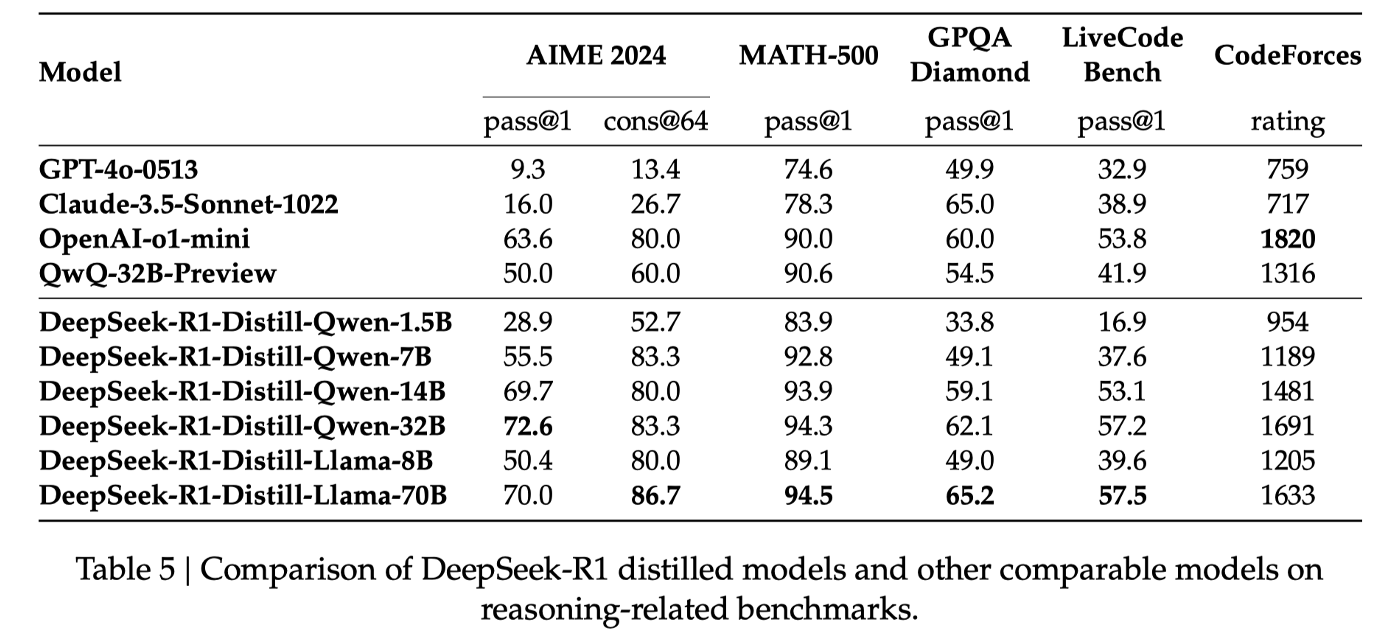 Model AIME 2024 MATH-500 GPQA Diamond LiveCode Bench CodeForces
pass@1 cons@64 pass@1 pass@1 pass@1 rating
GPT-4o-0513 9.3 13.4 74.6 49.9 32.9 759
Claude-3.5-Sonnet-1022 16.0 26.7 78.3 65.0 38.9 717
OpenAI-o1-mini 63.6 80.0 90.0 60.0 53.8 1820
QwQ-32B-Preview 50.0 60.0 90.6 54.5 41.9 1316
DeepSeek-R1-Distill-Qwen-1.5B 28.9 52.7 83.9 33.8 16.9 954
DeepSeek-R1-Distill-Qwen-7B 55.5 83.3 92.8 49.1 37.6 1189
DeepSeek-R1-Distill-Qwen-14B 69.7 80.0 93.9 59.1 53.1 1481
DeepSeek-R1-Distill-Qwen-32B 72.6 83.3 94.3 62.1 57.2 1691
DeepSeek-R1-Distill-Llama-8B 50.4 80.0 89.1 49.0 39.6 1205
DeepSeek-R1-Distill-Llama-70B 70.0 86.7 94.5 65.2 57.5 1633
Table 5 | Comparison of DeepSeek-R1 distilled models and other comparable models on
reasoning-related benchmarks.